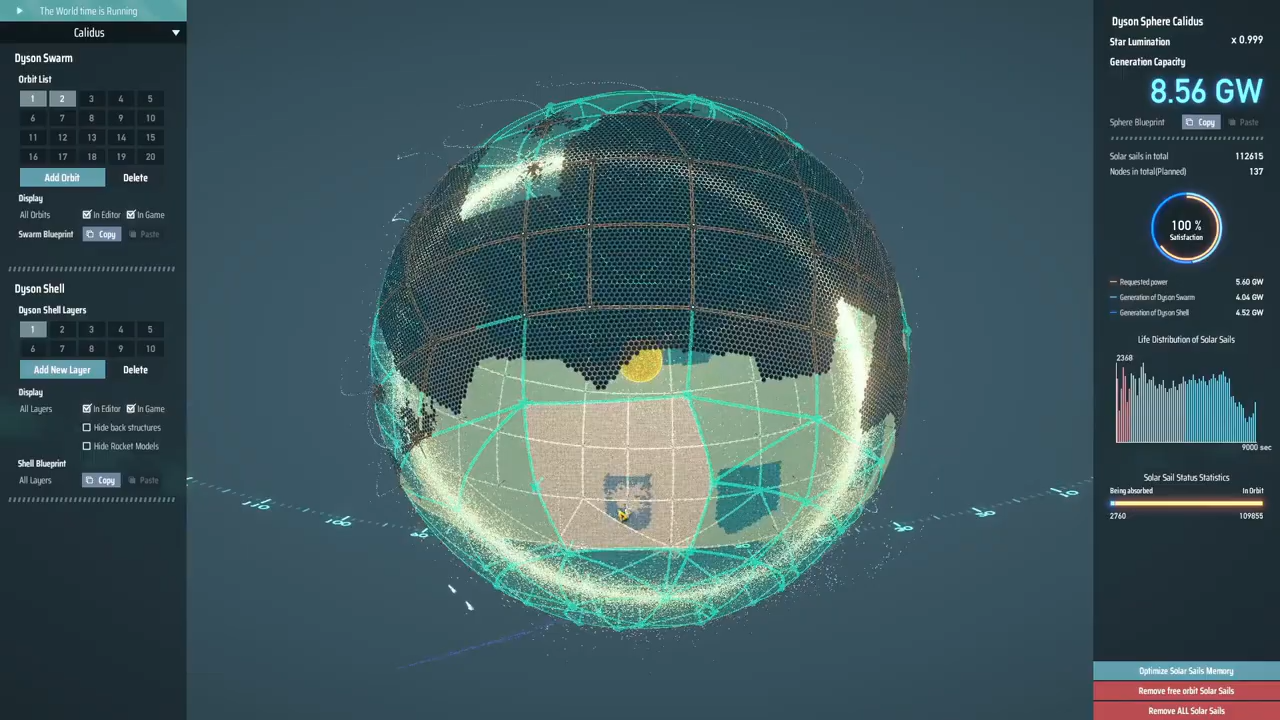 The World time is Running
Calidus
Dyson Swarm
Orbit List
1 2 3 4 5
6 7 8 9 10
11 12 13 14 15
16 17 18 19 20
Add Orbit Delete
Display
All Orbits In Editor In Game
Swarm Blueprint Copy Paste
Dyson Shell
Dyson Shell Layers
1 2 3 4 5
6 7 8 9 10
Add New Layer Delete
Display
All Layers In Editor In Game
Hide back structures
Hide Rocket Models
Shell Blueprint
All Layers Copy Paste
110 100
Dyson Sphere Calidus
Star Lumination x 0.999
Generation Capacity
8.56 GW
Sphere Blueprint Copy Paste
Solar sails in total 112615
Nodes in total(Planned) 137
100 %
Satisfaction
Requested power 5.60 GW
Generation of Dyson Swarm 4.04 GW
Generation of Dyson Shell 4.52 GW
Life Distribution of Solar Sails
2368
9000 sec
Solar Sail Status Statistics
Being absorbed In Orbit
2760 109855
Optimize Solar Sails Memory
Remove free orbit Solar Sails
Remove ALL Solar Sails